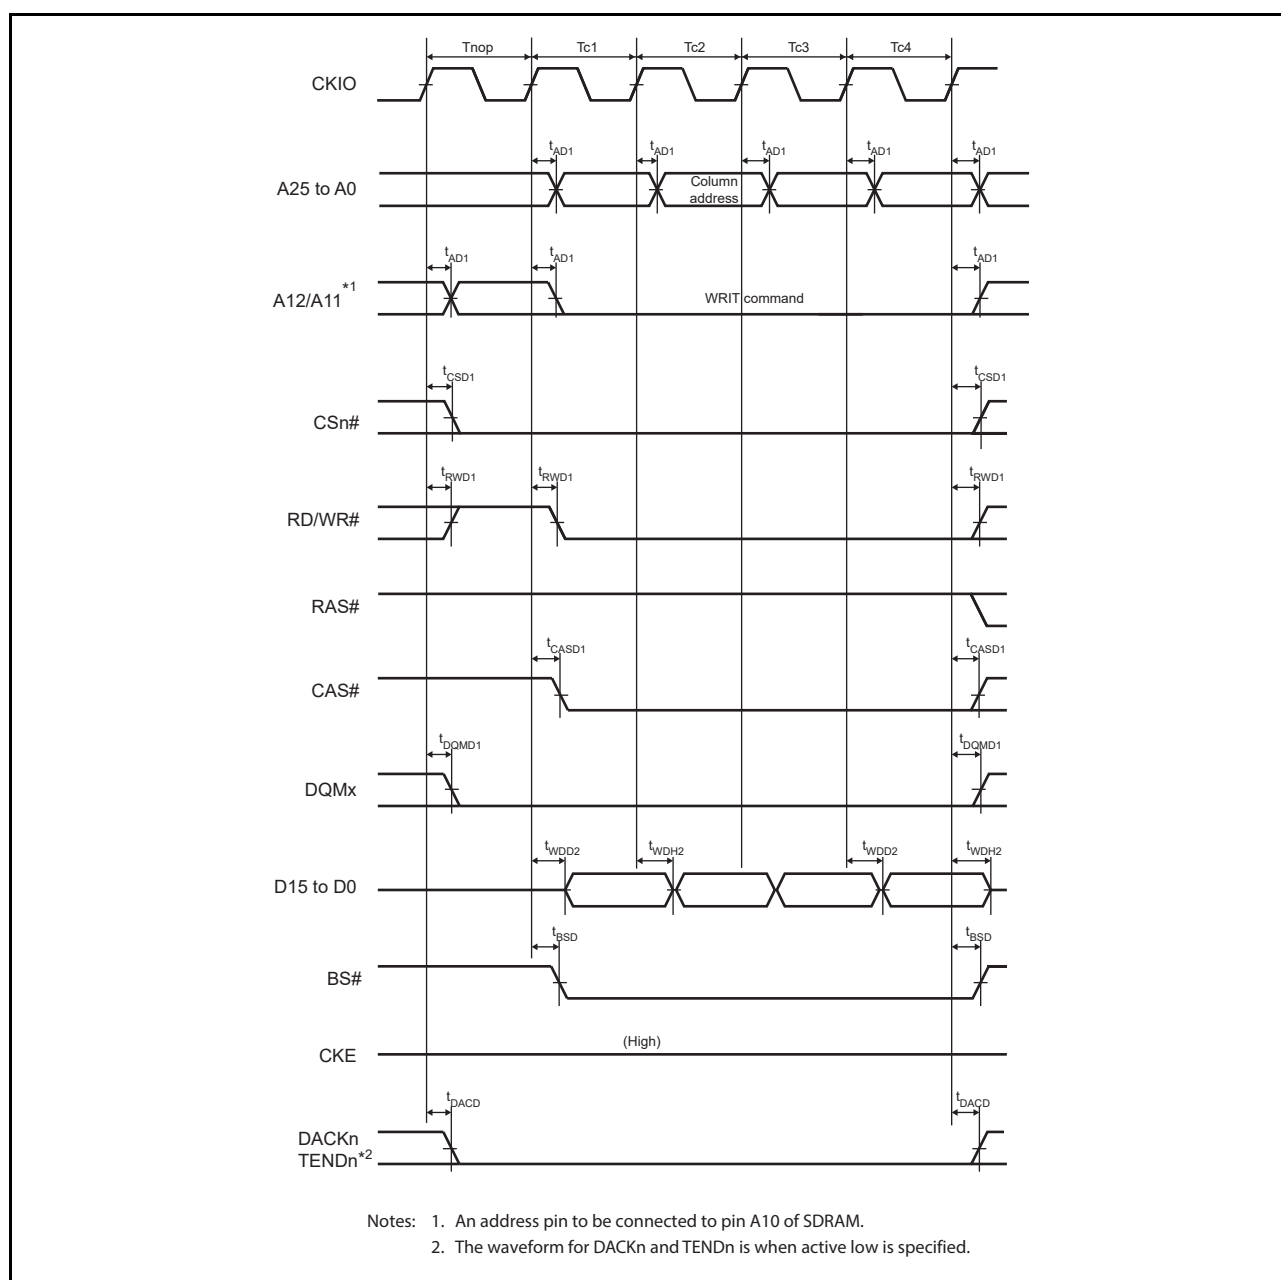 Tnop Tc1 Tc2 Tc3 Tc4
CKIO
tAD1 tAD1 tAD1 tAD1 tAD1
A25 to A0
Column
address
tAD1 tAD1 tAD1
A12/A11*1
WRIT command
tCSD1 tCSD1
CSn#
tRWD1 tRWD1 tRWD1
RD/WR#
RAS#
tCASD1 tCASD1
CAS#
tDQMD1 tDQMD1
DQMx
tWDD2 tWDH2 tWDD2 tWDH2
D15 to D0
tBSD tBSD
BS#
(High)
CKE
tDACD tDACD
DACKn
TENDn*2
Notes: 1. An address pin to be connected to pin A10 of SDRAM.
2. The waveform for DACKn and TENDn is when active low is specified.